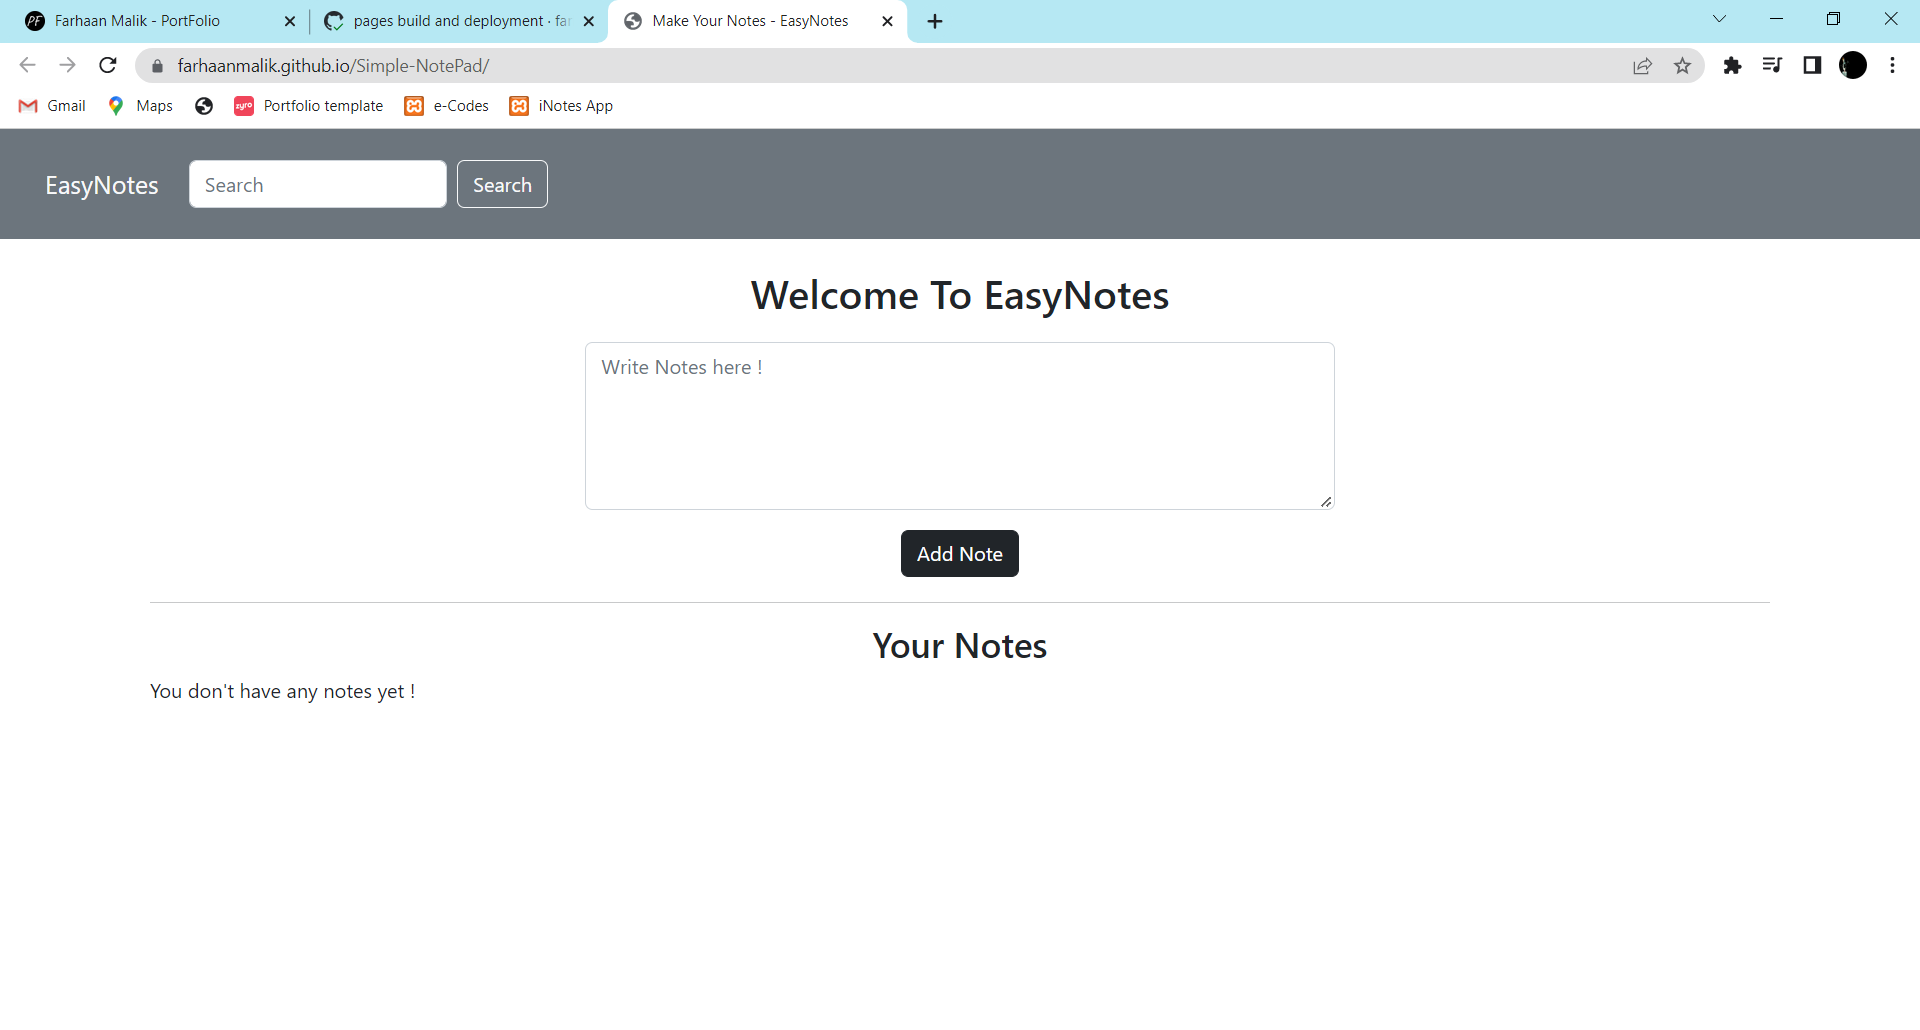 PF Farhaan Malik - PortFolio
pages build and deployment · far
Make Your Notes - EasyNotes
farhaanmalik.github.io/Simple-NotePad/
Gmail Maps zyro Portfolio template e-Codes iNotes App
EasyNotes Search Search
Welcome To EasyNotes
Write Notes here !
Add Note
Your Notes
You don't have any notes yet !